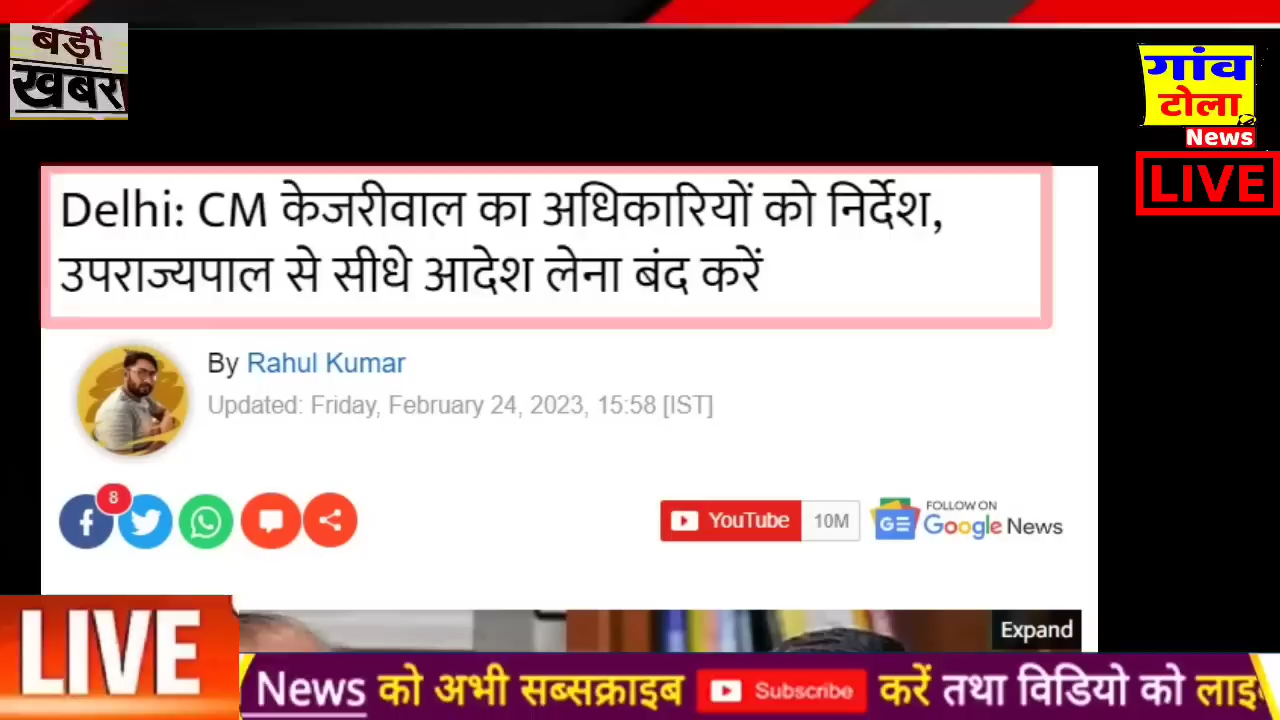 बड़ी
खबर
गांव
टोला
News
LIVE
Delhi: CM केजरीवाल का अधिकारियों को निर्देश,
उपराज्यपाल से सीधे आदेश लेना बंद करें
By Rahul Kumar
Updated: Friday, February 24, 2023, 15:58 [IST]
8
YouTube 10M
FOLLOW ON
Google News
Expand
LIVE
News को अभी सब्सक्राइब Subscribe करें तथा विडियो को